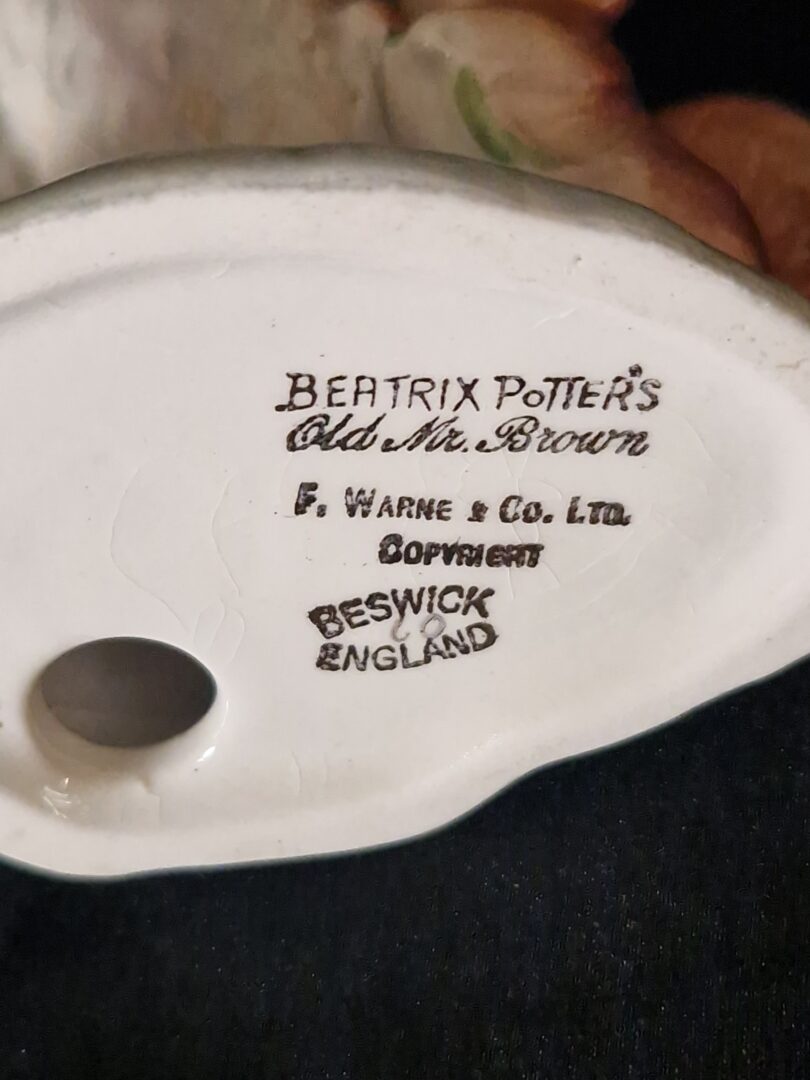 BEATRIX POTTER'S
Old Mr. Brown
F. WARNE & Co. LTD.
COPYRIGHT
BESWICK
ENGLAND